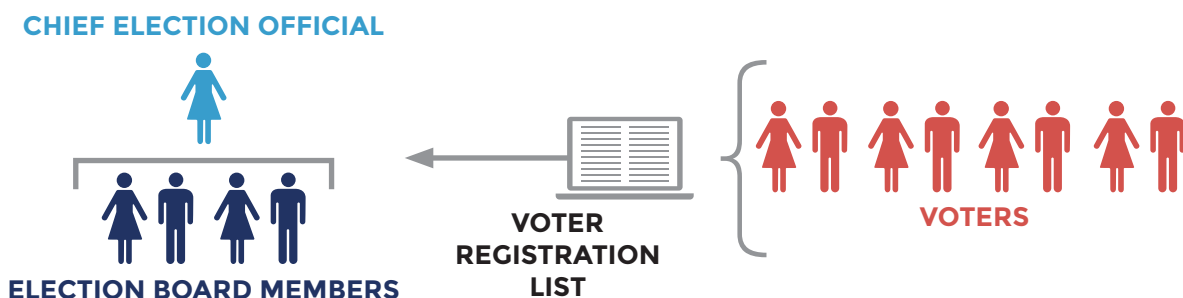 CHIEF ELECTION OFFICIAL
ELECTION BOARD MEMBERS
VOTER
REGISTRATION
LIST
VOTERS